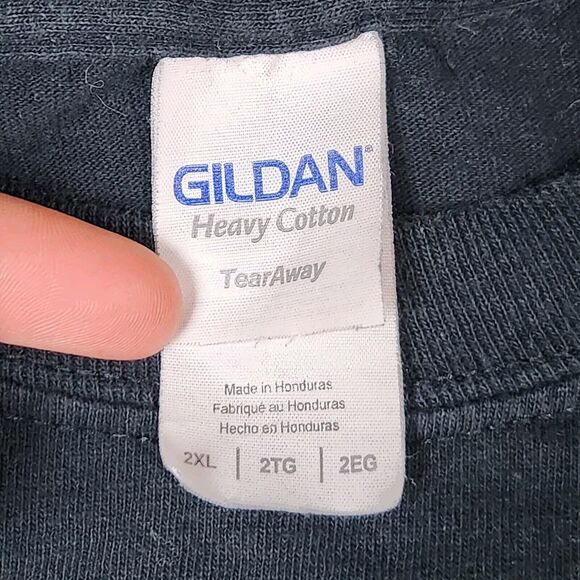 GILDAN®
Heavy Cotton
TearAway
Made in Honduras
Fabriqué au Honduras
Hecho en Honduras
2XL | 2TG | 2EG